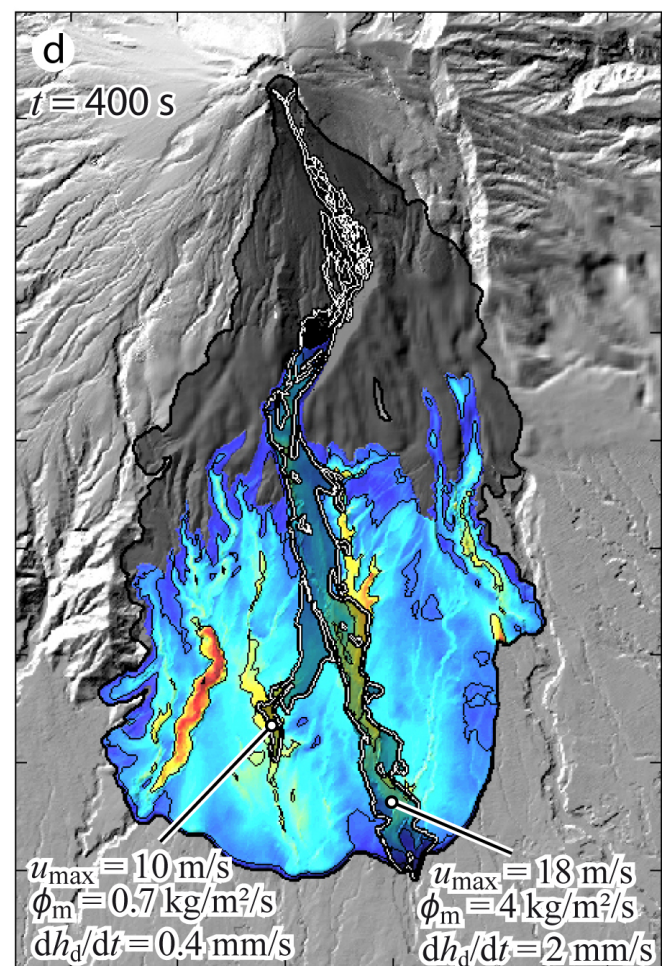 d
t = 400 s
u_max = 10 m/s
ϕ_m = 0.7 kg/m²/s
dh_d/dt = 0.4 mm/s
u_max = 18 m/s
ϕ_m = 4 kg/m²/s
dh_d/dt = 2 mm/s